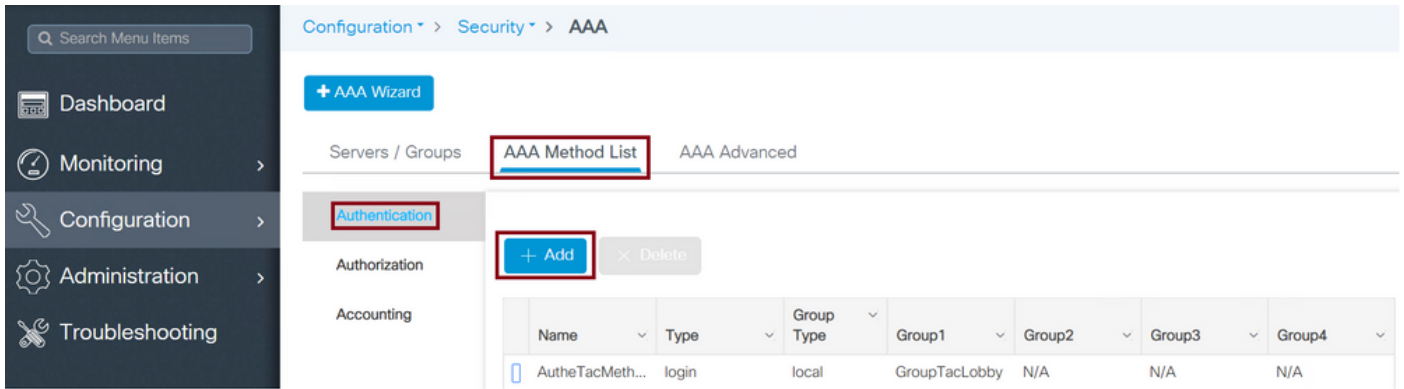 Search Menu Items
Dashboard
Monitoring
Configuration
Administration
Troubleshooting
Configuration > Security > AAA
+ AAA Wizard
Servers / Groups AAA Method List AAA Advanced
Authentication
Authorization
Accounting
+ Add × Delete
Name Type Group Type Group1 Group2 Group3 Group4
AutheTacMeth... login local GroupTacLobby N/A N/A N/A